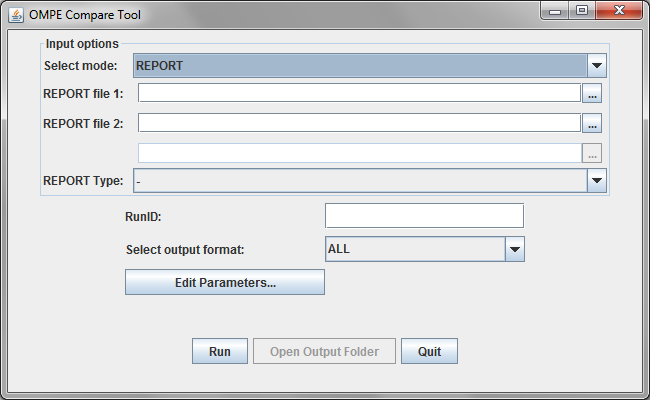 OMPE Compare Tool
Input options
Select mode: REPORT
REPORT file 1: ...
REPORT file 2: ...
...
REPORT Type: -
RunID:
Select output format: ALL
Edit Parameters...
Run Open Output Folder Quit